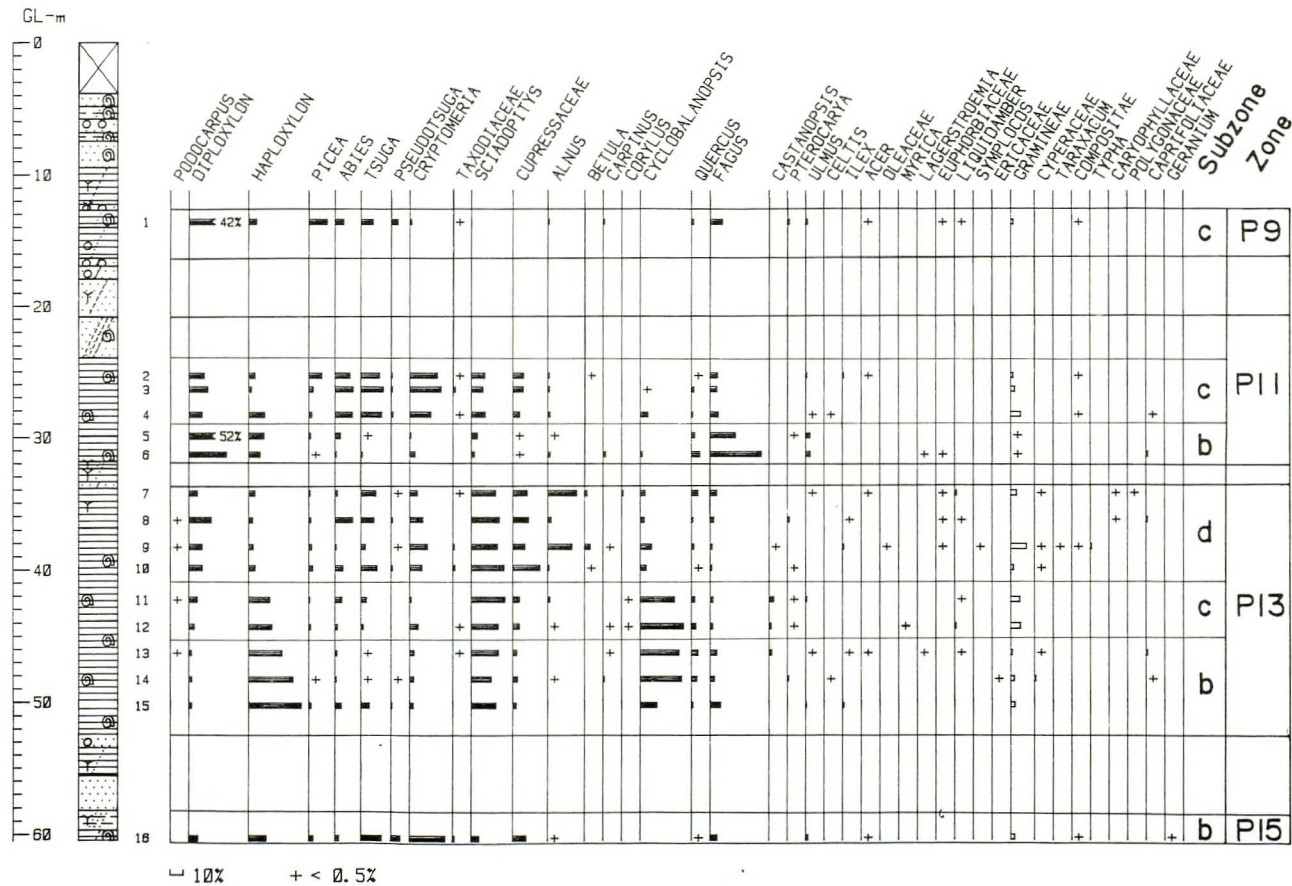 GL-m
0
10
20
30
40
50
60
PODOCARPUS
DIPLOXYLON
HAPLOXYLON
PICEA
ABIES
TSUGA
PSEUDOTSUGA
CRYPTOMERIA
TAXODIACEAE
SCIADOPITYS
CUPRESSACEAE
ALNUS
BETULA
CARPINUS
CORYLUS
CYCLOBALANOPSIS
QUERCUS
FAGUS
CASTANOPSIS
PTEROCARYA
ULMUS
CELTIS
ILEX
ACER
OLEACEAE
MYRICA
LAGERSTROEMIA
EUPHORBIACEAE
LIQUIDAMBER
SYMPLOCOS
ERICACEAE
GRAMINEAE
CYPERACEAE
TARAXACUM
COMPOSITAE
TYPHA
CARYOPHYLLACEAE
POLYGONACEAE
CAPRIFOLIACEAE
GERANIUM
Subzone
Zone
1 42% c P9
2
3 c P11
4
5 52%
6 b
7
8
9 d
10
11 c P13
12
13
14 b
15
16 b P15
10% + < 0.5%